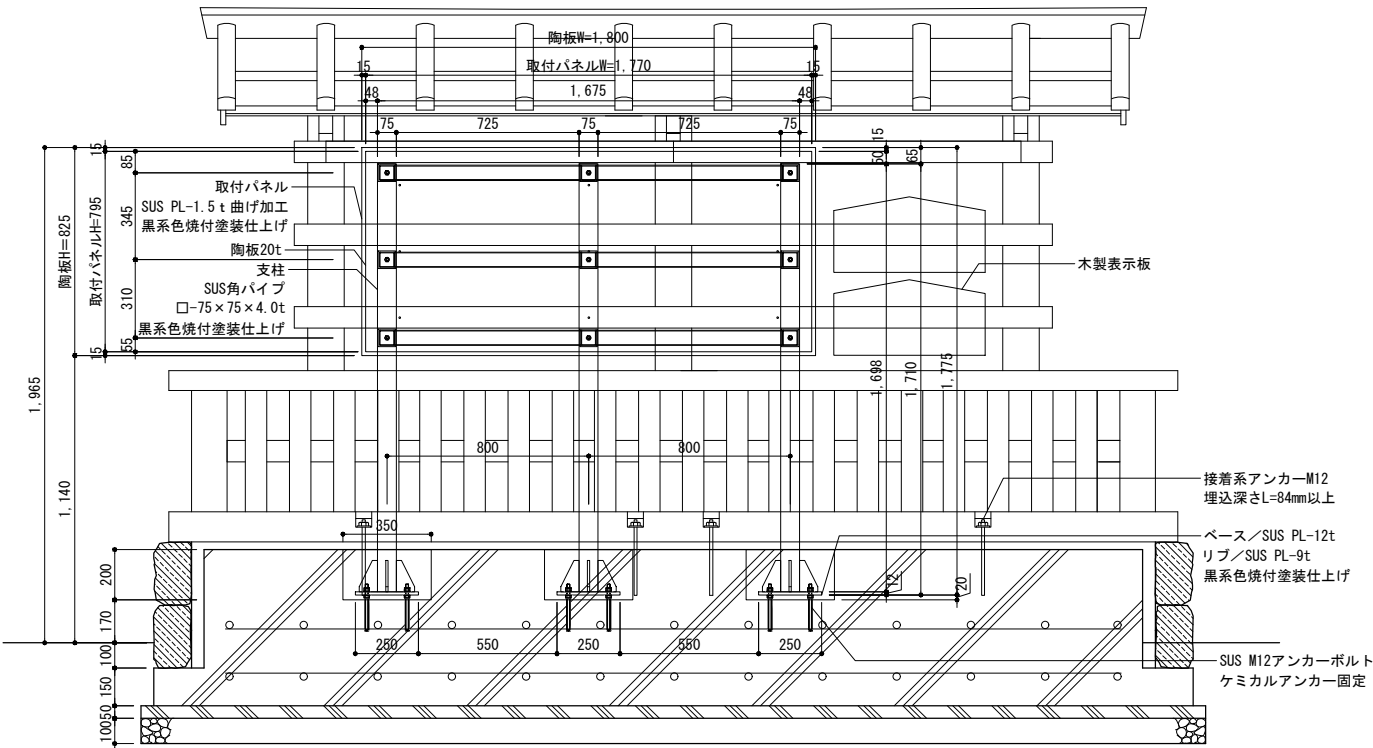 陶板W=1,800
15
取付パネルW=1,770
15
48
1,675
48
75
725
75
725
75
15
50
65
15
85
345
310
55
15
取付パネルH=795
陶板H=825
1,965
1,140
取付パネル
SUS PL-1.5t 曲げ加工
黒系色焼付塗装仕上げ
陶板20t
支柱
SUS角パイプ
□-75×75×4.0t
黒系色焼付塗装仕上げ
木製表示板
1,698
1,710
1,775
800
800
接着系アンカーM12
埋込深さL=84mm以上
350
ベース/SUS PL-12t
リブ/SUS PL-9t
黒系色焼付塗装仕上げ
200
12
20
170
250
550
250
550
250
100
SUS M12アンカーボルト
ケミカルアンカー固定
150
50
100